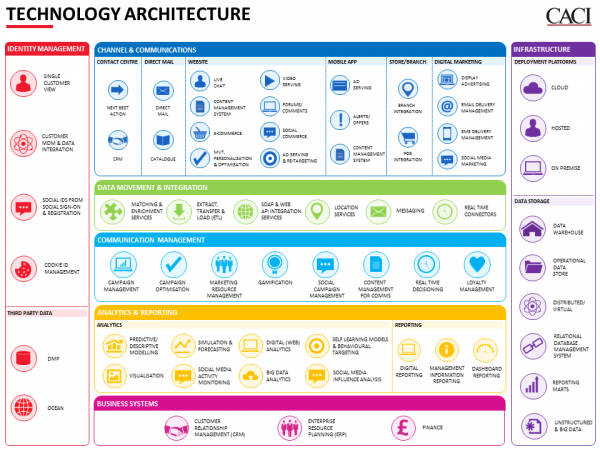 TECHNOLOGY ARCHITECTURE
CACI
IDENTITY MANAGEMENT
SINGLE
CUSTOMER
VIEW
CUSTOMER
MDM & DATA
INTEGRATION
SOCIAL IDS FROM
SOCIAL SIGN-ON
& REGISTRATION
COOKIE ID
MANAGEMENT
THIRD PARTY DATA
DMP
OCEAN
CHANNEL & COMMUNICATIONS
CONTACT CENTRE
NEXT BEST
ACTION
CRM
DIRECT MAIL
DIRECT
MAIL
CATALOGUE
WEBSITE
LIVE
CHAT
CONTENT
MANAGEMENT
SYSTEM
E-COMMERCE
MVT,
PERSONALISATION
& OPTIMISATION
VIDEO
SERVING
FORUMS/
COMMENTS
SOCIAL
COMMERCE
AD SERVING
& RETARGETING
MOBILE APP
AD
SERVING
ALERTS/
OFFERS
CONTENT
MANAGEMENT
SYSTEM
STORE/BRANCH
BRANCH
INTEGRATION
POS
INTEGRATION
DIGITAL MARKETING
DISPLAY
ADVERTISING
EMAIL DELIVERY
MANAGEMENT
SMS DELIVERY
MANAGEMENT
SOCIAL MEDIA
MARKETING
DATA MOVEMENT & INTEGRATION
MATCHING &
ENRICHMENT
SERVICES
EXTRACT,
TRANSFER &
LOAD (ETL)
SOAP & WEB
API INTEGRATION
SERVICES
LOCATION
SERVICES
MESSAGING
REAL TIME
CONNECTORS
COMMUNICATION MANAGEMENT
CAMPAIGN
MANAGEMENT
CAMPAIGN
OPTIMISATION
MARKETING
RESOURCE
MANAGEMENT
GAMIFICATION
SOCIAL
CAMPAIGN
MANAGEMENT
CONTENT
MANAGEMENT
FOR COMMS
REAL TIME
DECISIONING
LOYALTY
MANAGEMENT
ANALYTICS & REPORTING
ANALYTICS
PREDICTIVE/
DESCRIPTIVE
MODELLING
SIMULATION &
FORECASTING
DIGITAL (WEB)
ANALYTICS
SELF LEARNING MODELS
& BEHAVIOURAL
TARGETING
VISUALISATION
SOCIAL MEDIA
ACTIVITY
MONITORING
BIG DATA
ANALYTICS
SOCIAL MEDIA
INFLUENCE ANALYSIS
REPORTING
DIGITAL
REPORTING
MANAGEMENT
INFORMATION
REPORTING
DASHBOARD
REPORTING
BUSINESS SYSTEMS
CUSTOMER
RELATIONSHIP
MANAGEMENT (CRM)
ENTERPRISE
RESOURCE
PLANNING (ERP)
£
FINANCE
INFRASTRUCTURE
DEPLOYMENT PLATFORMS
CLOUD
HOSTED
ON PREMISE
DATA STORAGE
DATA
WAREHOUSE
OPERATIONAL
DATA
STORE
DISTRIBUTED/
VIRTUAL
RELATIONAL
DATABASE
MANAGEMENT
SYSTEM
REPORTING
MARTS
UNSTRUCTURED
& BIG DATA